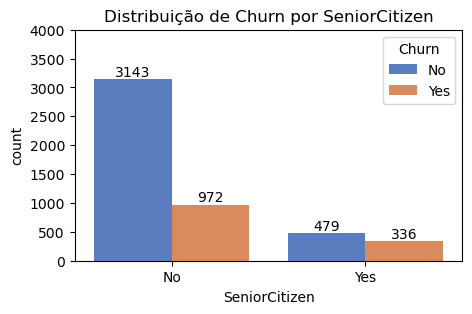 Distribuição de Churn por SeniorCitizen
4000
3500
3000
2500
2000
1500
1000
500
0
count
3143
972
479
336
Churn
No
Yes
No
Yes
SeniorCitizen